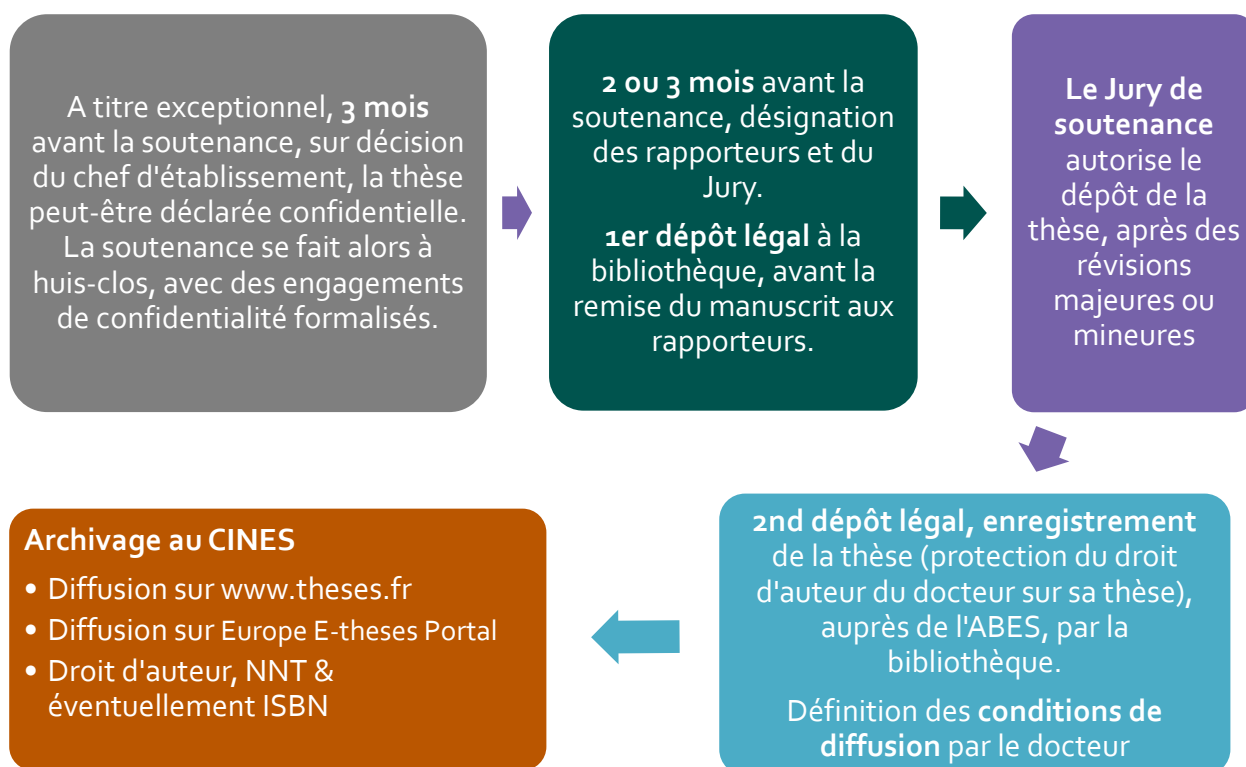 A titre exceptionnel, 3 mois
avant la soutenance, sur décision
du chef d'établissement, la thèse
peut-être déclarée confidentielle.
La soutenance se fait alors à
huis-clos, avec des engagements
de confidentialité formalisés.
2 ou 3 mois avant la
soutenance, désignation
des rapporteurs et du
Jury.
1er dépôt légal à la
bibliothèque, avant la
remise du manuscrit aux
rapporteurs.
Le Jury de
soutenance
autorise le
dépôt de la
thèse, après des
révisions
majeures ou
mineures
2nd dépôt légal, enregistrement
de la thèse (protection du droit
d'auteur du docteur sur sa thèse),
auprès de l'ABES, par la
bibliothèque.
Définition des conditions de
diffusion par le docteur
Archivage au CINES
• Diffusion sur www.theses.fr
• Diffusion sur Europe E-theses Portal
• Droit d'auteur, NNT &
éventuellement ISBN